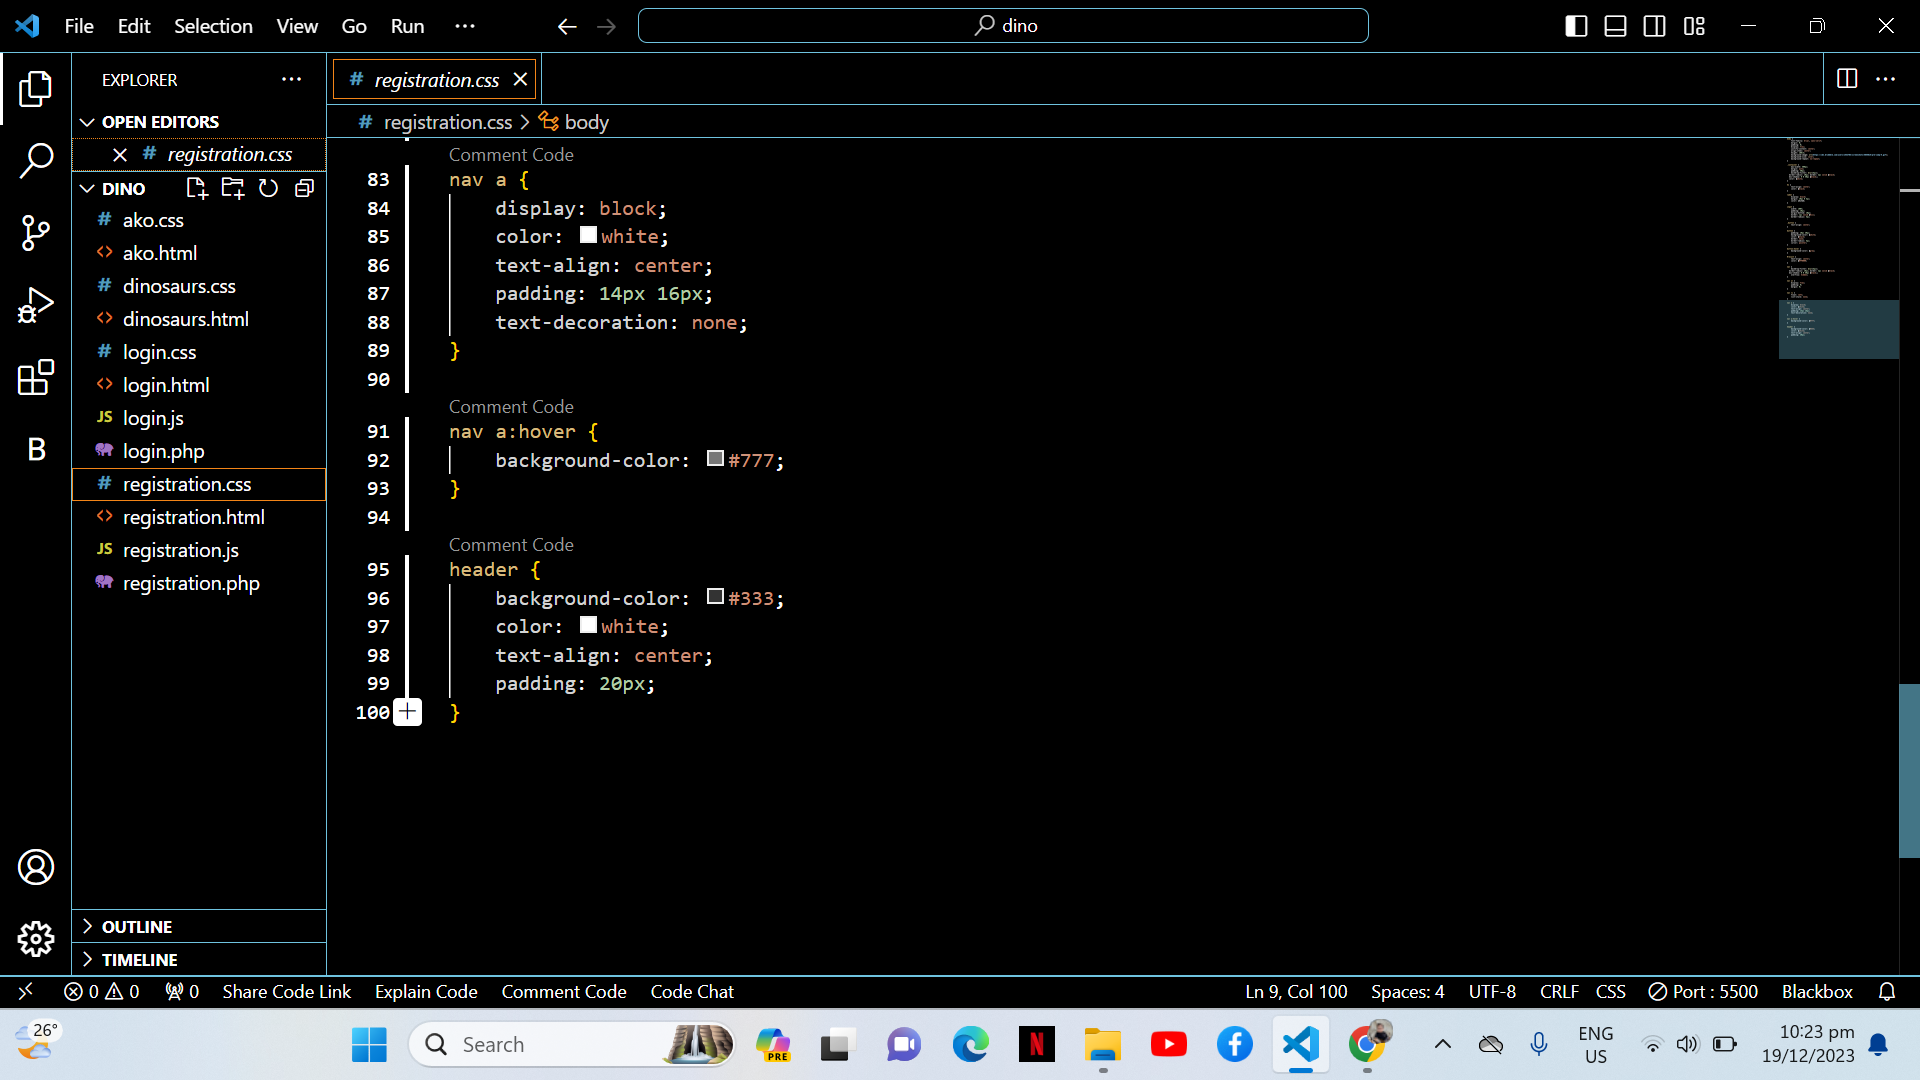 File Edit Selection View Go Run
dino
EXPLORER
OPEN EDITORS
registration.css
DINO
ako.css
ako.html
dinosaurs.css
dinosaurs.html
login.css
login.html
JS login.js
login.php
registration.css
registration.html
JS registration.js
registration.php
OUTLINE
TIMELINE
# registration.css
# registration.css > body
Comment Code
83 nav a {
84 display: block;
85 color: white;
86 text-align: center;
87 padding: 14px 16px;
88 text-decoration: none;
89 }
90
Comment Code
91 nav a:hover {
92 background-color: #777;
93 }
94
Comment Code
95 header {
96 background-color: #333;
97 color: white;
98 text-align: center;
99 padding: 20px;
100 }
0 0 0 Share Code Link Explain Code Comment Code Code Chat
Ln 9, Col 100 Spaces: 4 UTF-8 CRLF CSS Port : 5500 Blackbox
26°
Search
PRE
N
ENG
US
10:23 pm
19/12/2023